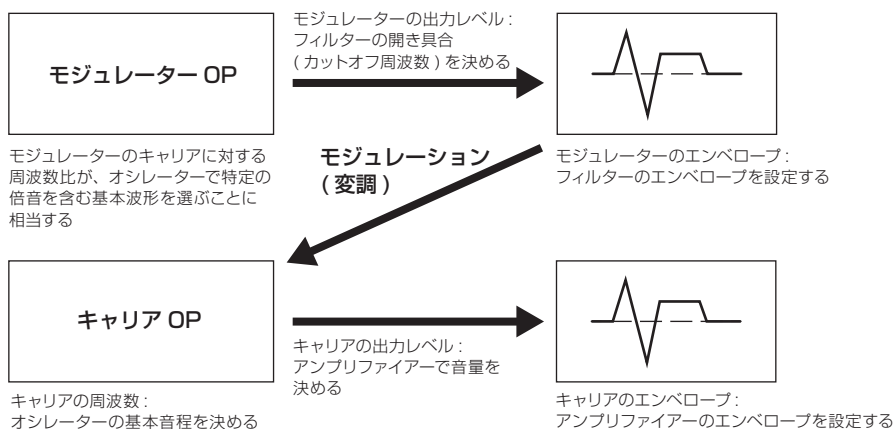 モジュレーター OP
モジュレーターのキャリアに対する
周波数比が、オシレーターで特定の
倍音を含む基本波形を選ぶことに
相当する
モジュレーターの出力レベル :
フィルターの開き具合
( カットオフ周波数 ) を決める
モジュレーターのエンベロープ :
フィルターのエンベロープを設定する
モジュレーション
( 変調 )
キャリア OP
キャリアの周波数 :
オシレーターの基本音程を決める
キャリアの出力レベル :
アンプリファイアーで音量を
決める
キャリアのエンベロープ :
アンプリファイアーのエンベロープを設定する